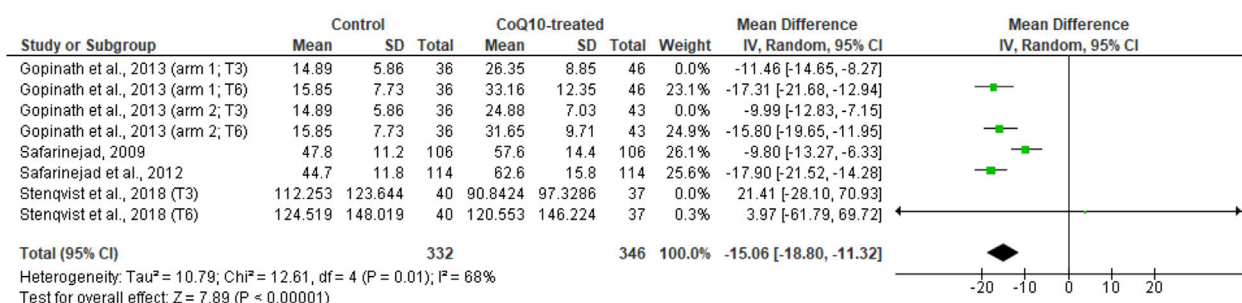 Control CoQ10-treated Mean Difference Mean Difference
Study or Subgroup Mean SD Total Mean SD Total Weight IV, Random, 95% CI IV, Random, 95% CI
Gopinath et al., 2013 (arm 1; T3) 14.89 5.86 36 26.35 8.85 46 0.0% -11.46 [-14.65, -8.27]
Gopinath et al., 2013 (arm 1; T6) 15.85 7.73 36 33.16 12.35 46 23.1% -17.31 [-21.68, -12.94]
Gopinath et al., 2013 (arm 2; T3) 14.89 5.86 36 24.88 7.03 43 0.0% -9.99 [-12.83, -7.15]
Gopinath et al., 2013 (arm 2; T6) 15.85 7.73 36 31.65 9.71 43 24.9% -15.80 [-19.65, -11.95]
Safarinejad, 2009 47.8 11.2 106 57.6 14.4 106 26.1% -9.80 [-13.27, -6.33]
Safarinejad et al., 2012 44.7 11.8 114 62.6 15.8 114 25.6% -17.90 [-21.52, -14.28]
Stenqvist et al., 2018 (T3) 112.253 123.644 40 90.8424 97.3286 37 0.0% 21.41 [-28.10, 70.93]
Stenqvist et al., 2018 (T6) 124.519 148.019 40 120.553 146.224 37 0.3% 3.97 [-61.79, 69.72]
Total (95% CI) 332 346 100.0% -15.06 [-18.80, -11.32]
Heterogeneity: Tau² = 10.79; Chi² = 12.61, df = 4 (P = 0.01); I² = 68%
Test for overall effect: Z = 7.89 (P < 0.00001)
-20 -10 0 10 20